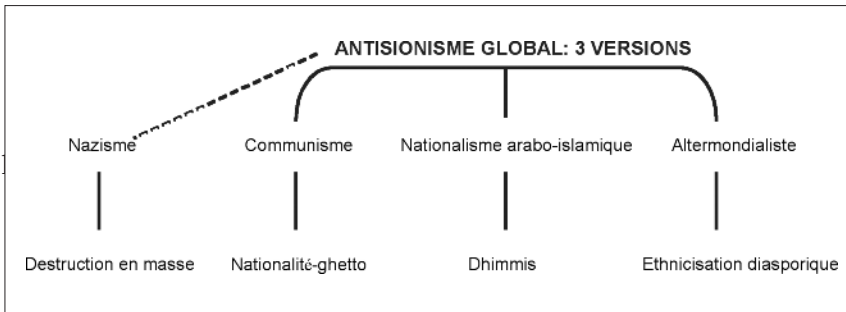 ANTISIONISME GLOBAL: 3 VERSIONS
Nazisme Communisme Nationalisme arabo-islamique Altermondialiste
Destruction en masse Nationalité-ghetto Dhimmis Ethnicisation diasporique